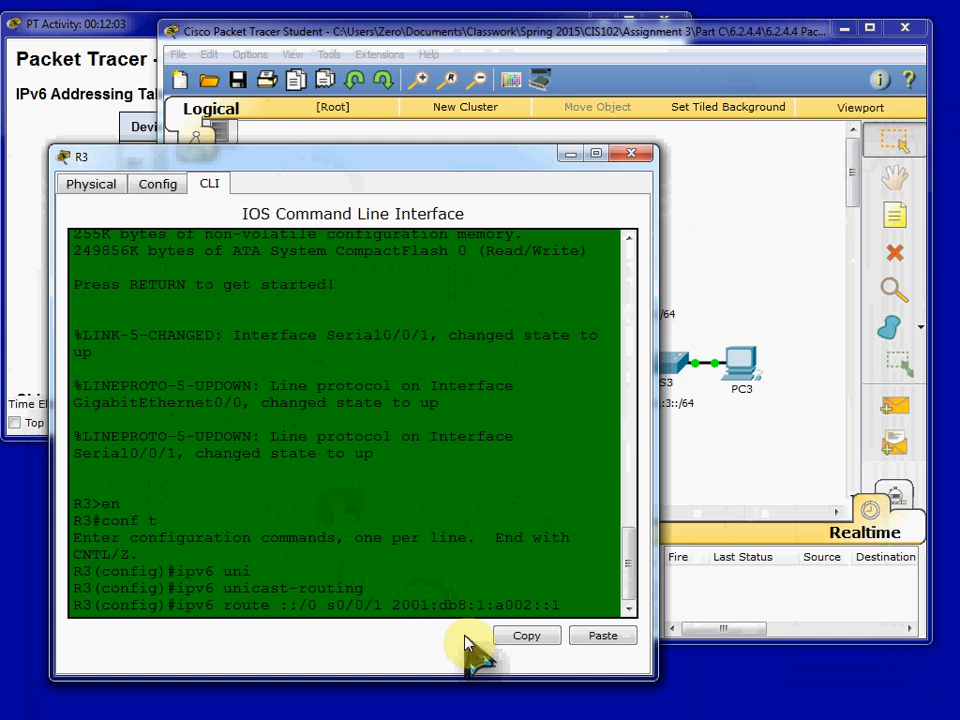 PT Activity: 00:12:03
Packet Tracer -
IPv6 Addressing Ta
Devi
Time El
Top
Cisco Packet Tracer Student - C:\Users\Zero\Documents\Classwork\Spring 2015\CIS102\Assignment 3\Part C\6.2.4.4\6.2.4.4 Pac...
File Edit Options View Tools Extensions Help
Logical [Root] New Cluster Move Object Set Tiled Background Viewport
R3
Physical Config CLI
IOS Command Line Interface
255K bytes of non-volatile configuration memory.
249856K bytes of ATA System CompactFlash 0 (Read/Write)
Press RETURN to get started!
%LINK-5-CHANGED: Interface Serial0/0/1, changed state to
up
%LINEPROTO-5-UPDOWN: Line protocol on Interface
GigabitEthernet0/0, changed state to up
%LINEPROTO-5-UPDOWN: Line protocol on Interface
Serial0/0/1, changed state to up
R3>en
R3#conf t
Enter configuration commands, one per line. End with
CNTL/Z.
R3(config)#ipv6 uni
R3(config)#ipv6 unicast-routing
R3(config)#ipv6 route ::/0 s0/0/1 2001:db8:1:a002::1
Copy Paste
/64
S3
PC3
:3::/64
Realtime
Fire Last Status Source Destination